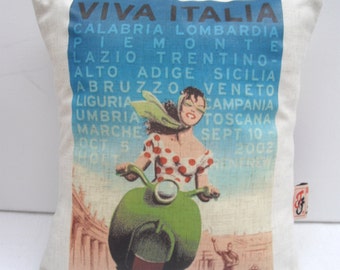 VIVA ITALIA
CALABRIA LOMBARDIA
PIEMONTE
LAZIO TRENTINO-
ALTO ADIGE SICILIA
ABRUZZO VENETO
LIGURIA CAMPANIA
UMBRIA TOSCANA
MARCHE SEPT 10-
OCT 5 2002